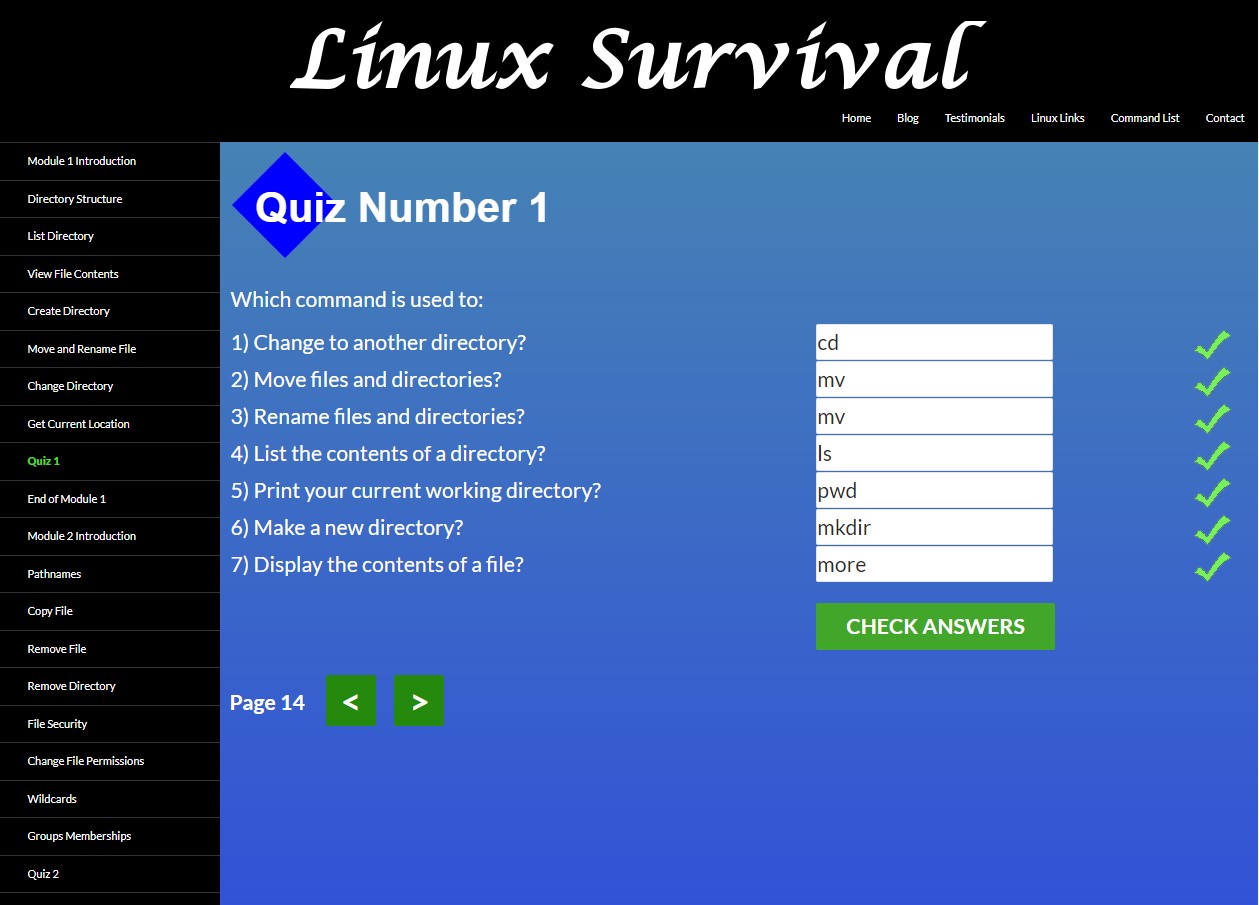 Linux Survival
Home Blog Testimonials Linux Links Command List Contact
Module 1 Introduction
Directory Structure
List Directory
View File Contents
Create Directory
Move and Rename File
Change Directory
Get Current Location
Quiz 1
End of Module 1
Module 2 Introduction
Pathnames
Copy File
Remove File
Remove Directory
File Security
Change File Permissions
Wildcards
Groups Memberships
Quiz 2
Quiz Number 1
Which command is used to:
1) Change to another directory? cd
2) Move files and directories? mv
3) Rename files and directories? mv
4) List the contents of a directory? ls
5) Print your current working directory? pwd
6) Make a new directory? mkdir
7) Display the contents of a file? more
CHECK ANSWERS
Page 14 < >